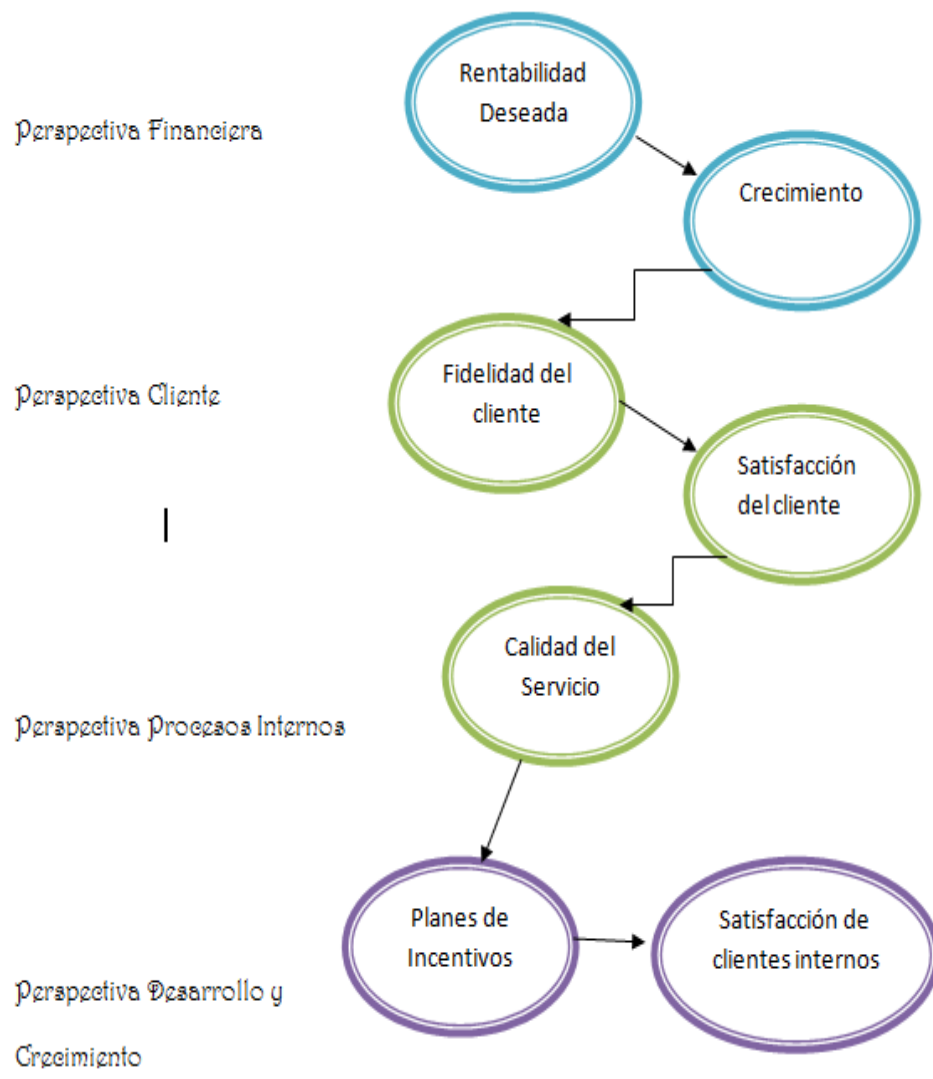 Rentabilidad
Deseada
Perspectiva Financiera
Crecimiento
Fidelidad del
cliente
Perspectiva Cliente
Satisfacción
del cliente
Calidad del
Servicio
Perspectiva Procesos Internos
Planes de
Incentivos
Satisfacción de
clientes internos
Perspectiva Desarrollo y
Crecimiento